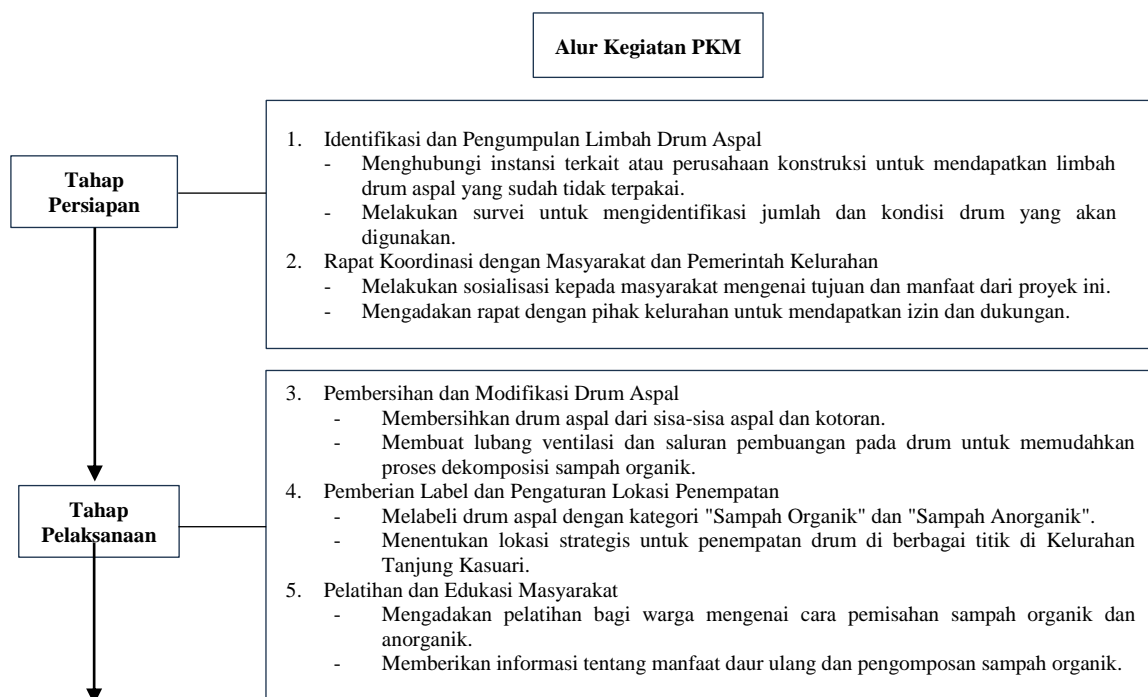 Alur Kegiatan PKM
Tahap
Persiapan
1. Identifikasi dan Pengumpulan Limbah Drum Aspal
- Menghubungi instansi terkait atau perusahaan konstruksi untuk mendapatkan limbah
drum aspal yang sudah tidak terpakai.
- Melakukan survei untuk mengidentifikasi jumlah dan kondisi drum yang akan
digunakan.
2. Rapat Koordinasi dengan Masyarakat dan Pemerintah Kelurahan
- Melakukan sosialisasi kepada masyarakat mengenai tujuan dan manfaat dari proyek ini.
- Mengadakan rapat dengan pihak kelurahan untuk mendapatkan izin dan dukungan.
Tahap
Pelaksanaan
3. Pembersihan dan Modifikasi Drum Aspal
- Membersihkan drum aspal dari sisa-sisa aspal dan kotoran.
- Membuat lubang ventilasi dan saluran pembuangan pada drum untuk memudahkan
proses dekomposisi sampah organik.
4. Pemberian Label dan Pengaturan Lokasi Penempatan
- Melabeli drum aspal dengan kategori "Sampah Organik" dan "Sampah Anorganik".
- Menentukan lokasi strategis untuk penempatan drum di berbagai titik di Kelurahan
Tanjung Kasuari.
5. Pelatihan dan Edukasi Masyarakat
- Mengadakan pelatihan bagi warga mengenai cara pemisahan sampah organik dan
anorganik.
- Memberikan informasi tentang manfaat daur ulang dan pengomposan sampah organik.